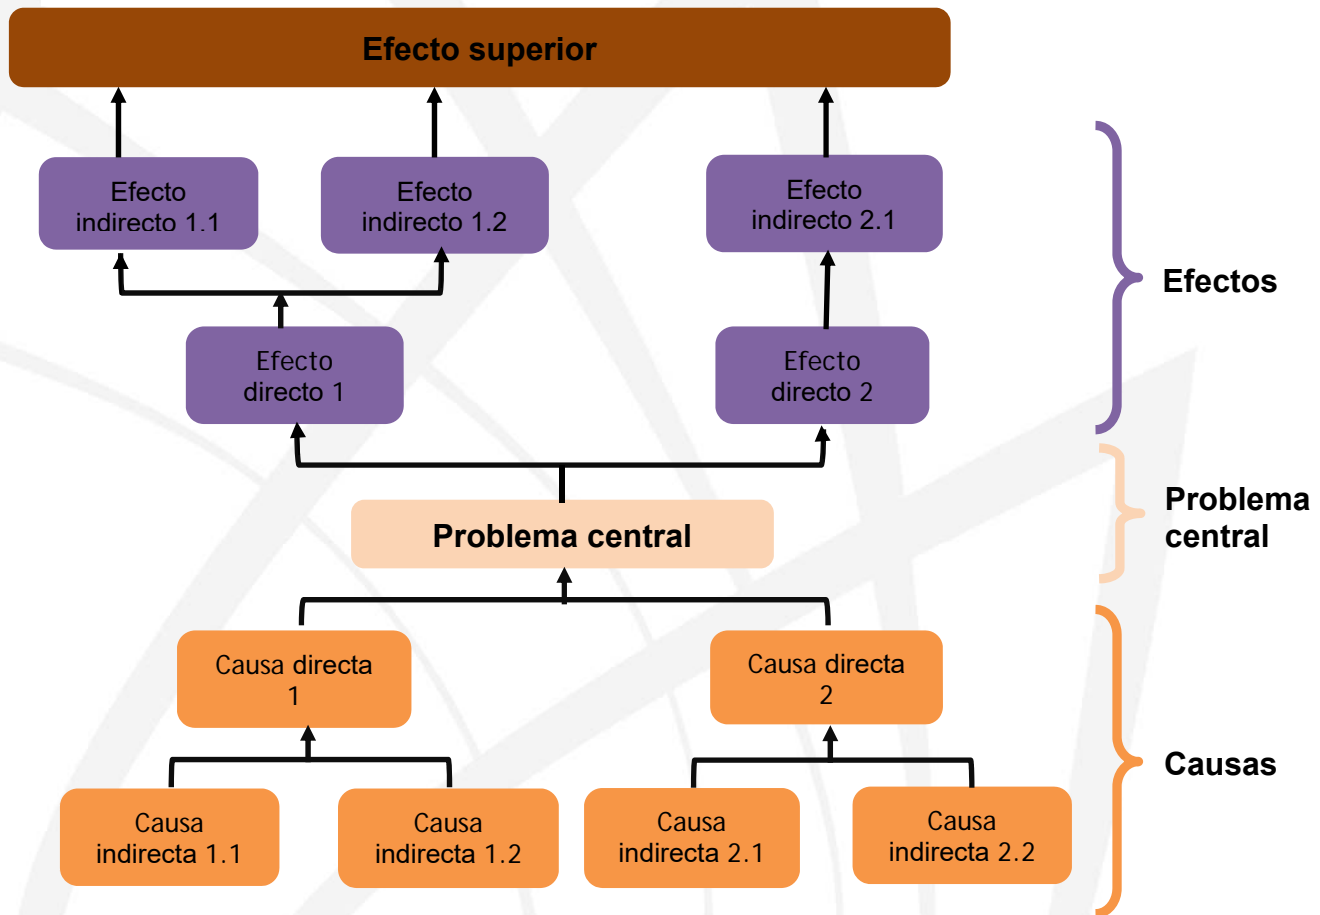 Efecto superior
Efecto
indirecto 1.1
Efecto
indirecto 1.2
Efecto
indirecto 2.1
Efectos
Efecto
directo 1
Efecto
directo 2
Problema
central
Problema central
Causa directa
1
Causa directa
2
Causas
Causa
indirecta 1.1
Causa
indirecta 1.2
Causa
indirecta 2.1
Causa
indirecta 2.2